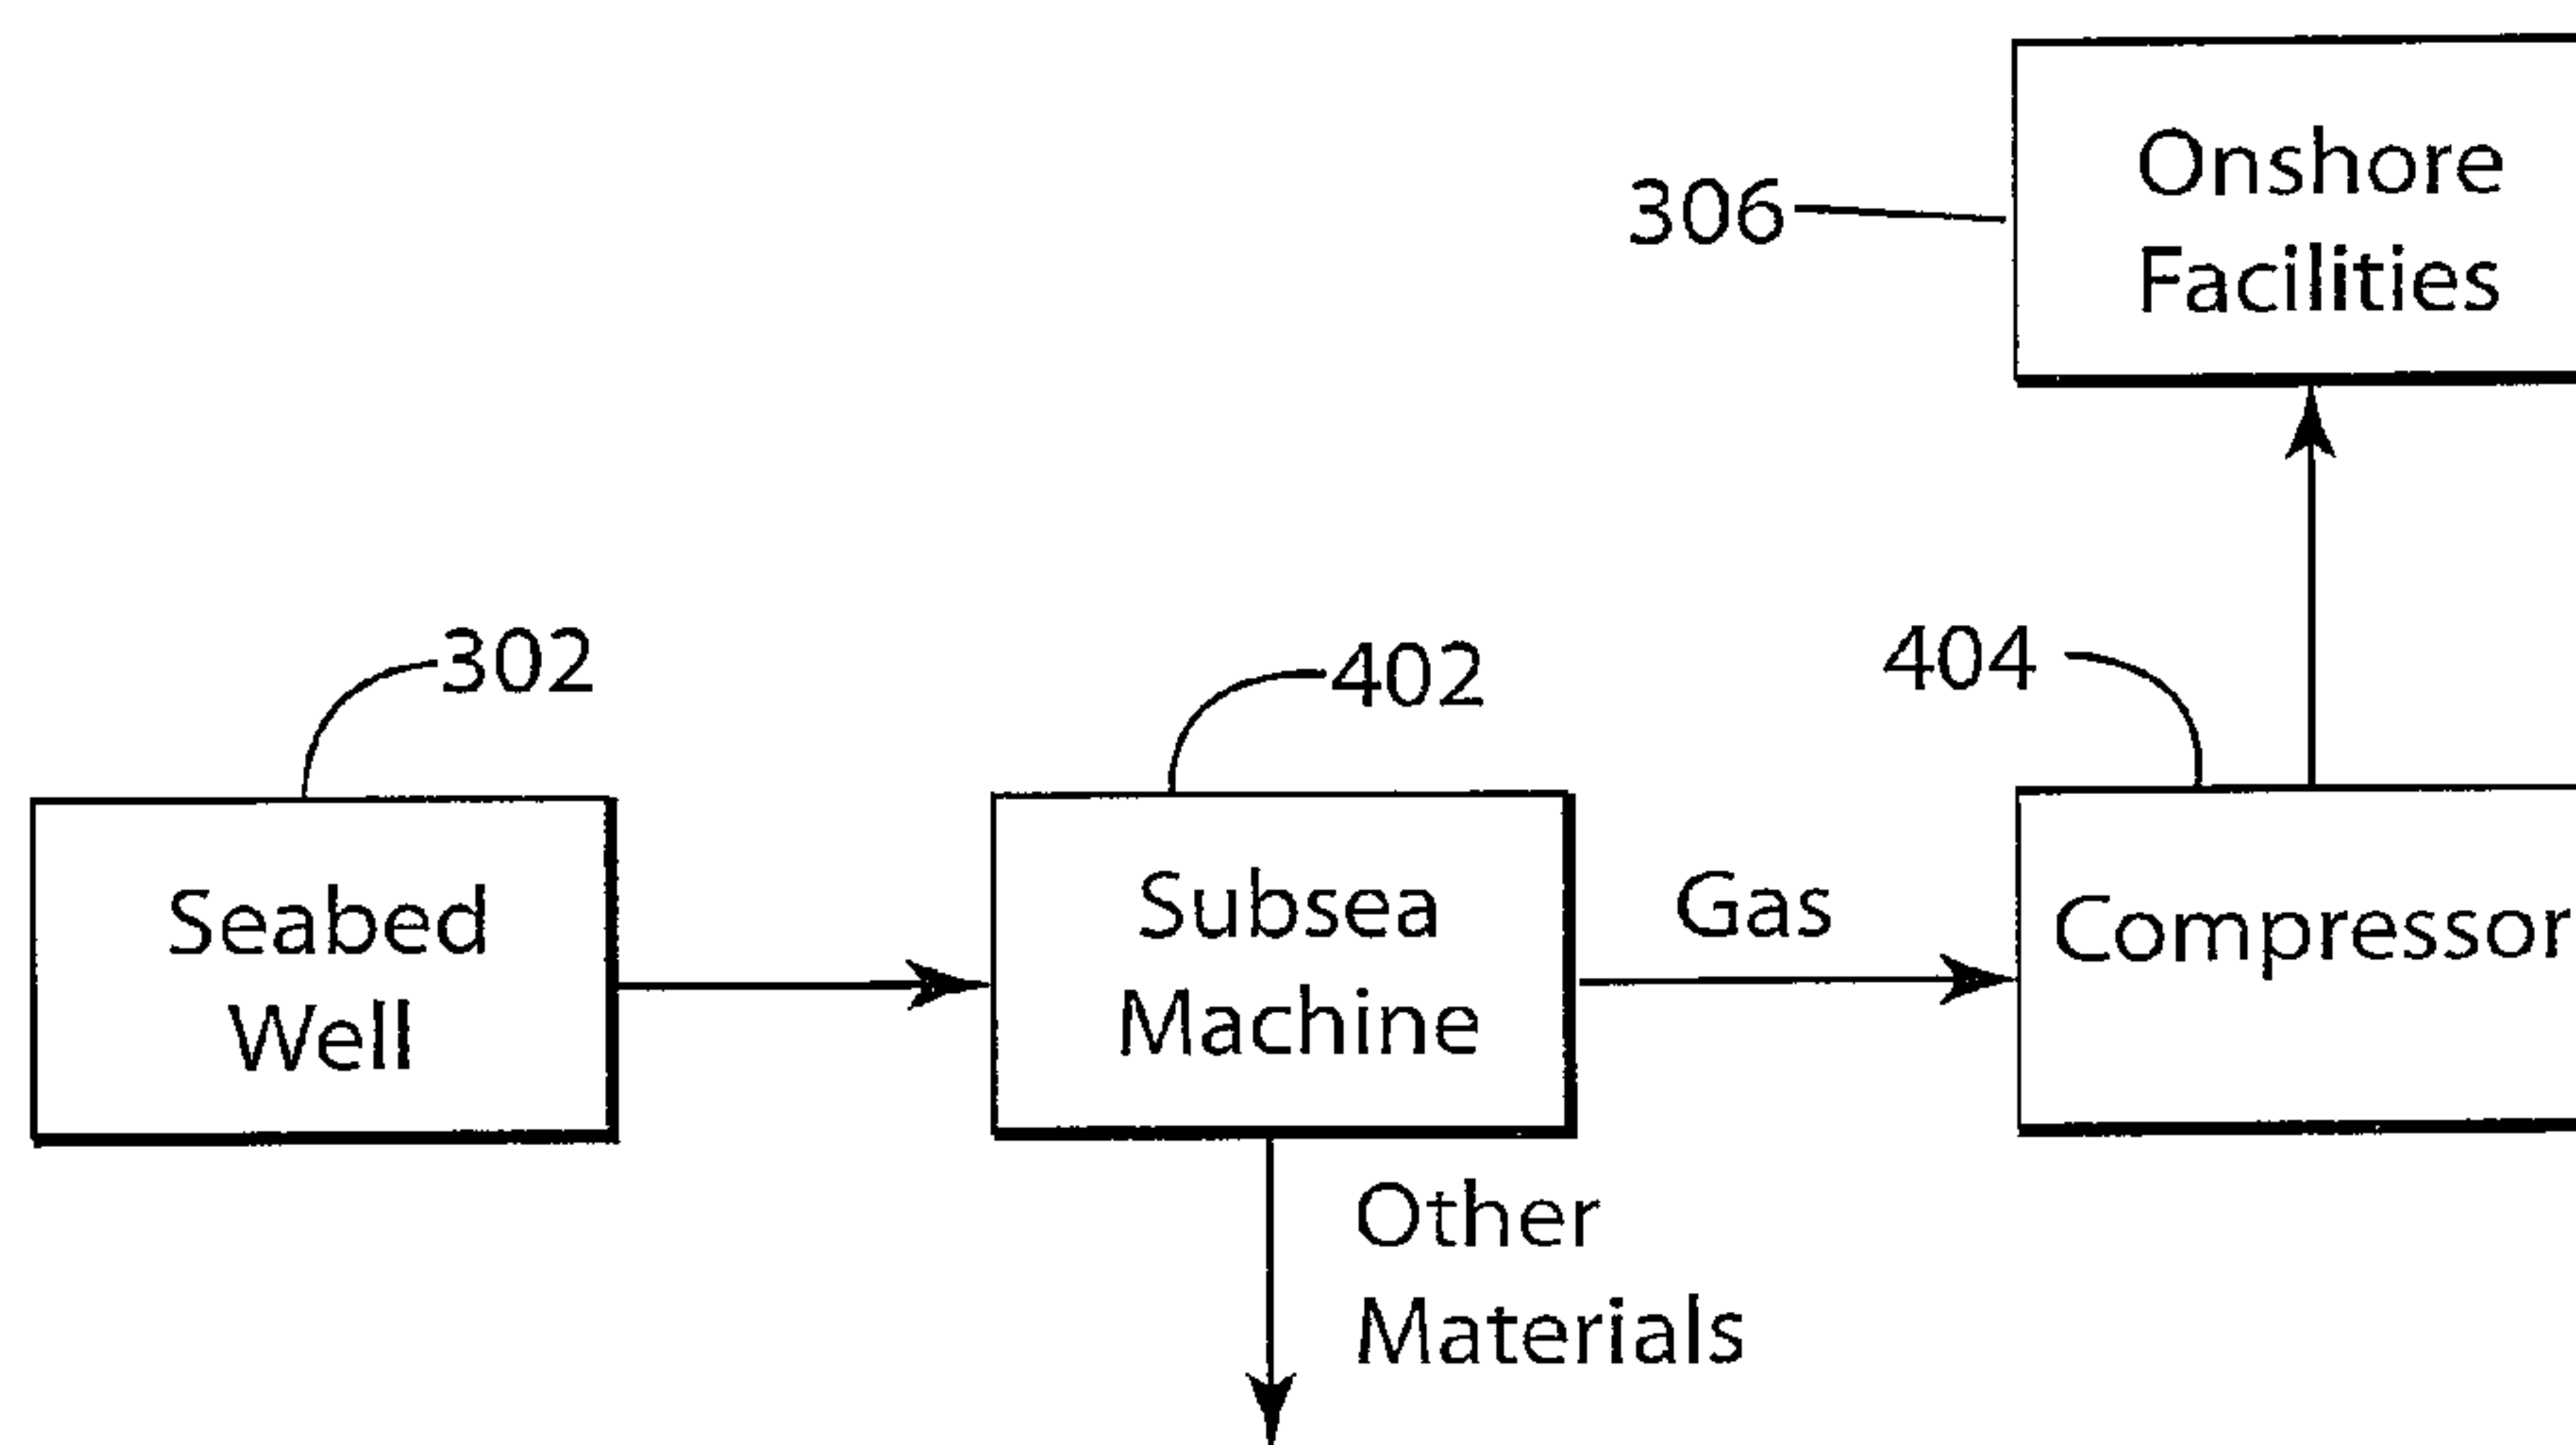 Onshore
Facilities
306
302
402
404
Seabed
Well
Subsea
Machine
Gas
Compressor
Other
Materials